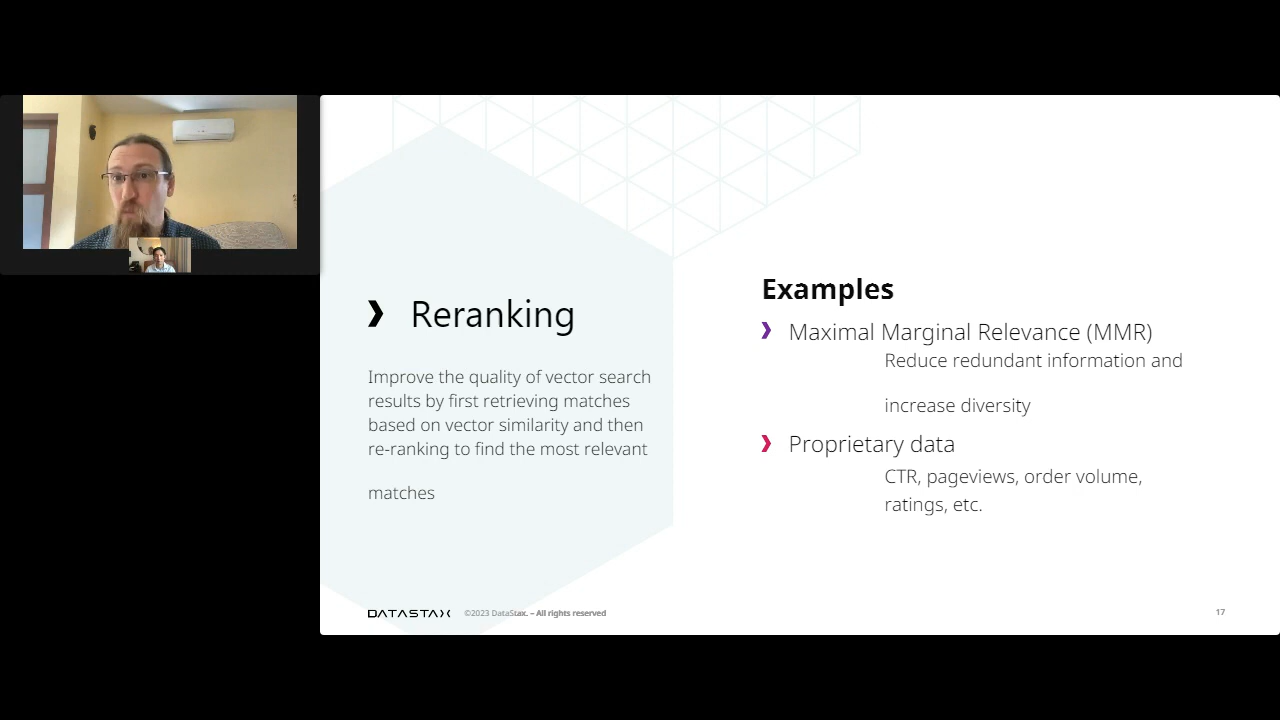 Reranking
Improve the quality of vector search
results by first retrieving matches
based on vector similarity and then
re-ranking to find the most relevant
matches
Examples
Maximal Marginal Relevance (MMR)
Reduce redundant information and
increase diversity
Proprietary data
CTR, pageviews, order volume,
ratings, etc.
DATASTAX
©2023 DataStax. – All rights reserved
17